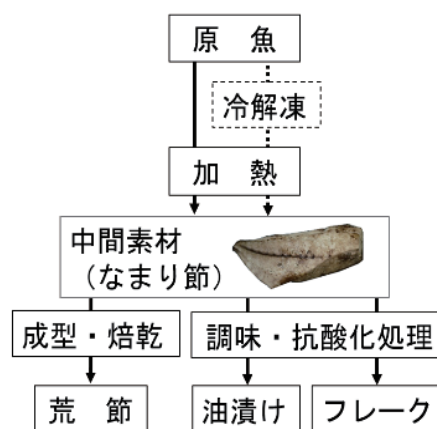 原　魚
冷解凍
加　熱
中間素材
（なまり節）
成型・焙乾
調味・抗酸化処理
荒　節
油漬け
フレーク